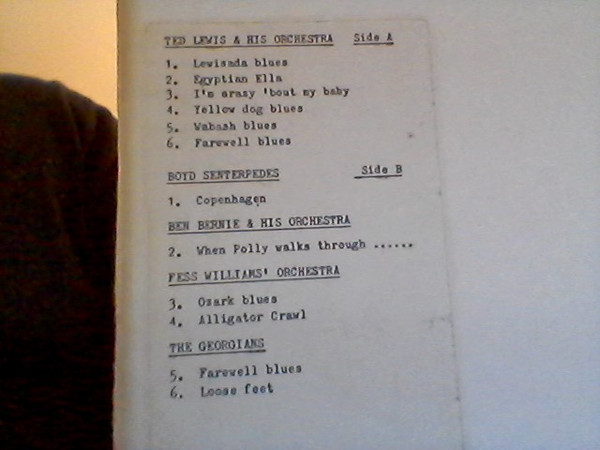 TED LEWIS & HIS ORCHESTRA Side A
1. Lewisada blues
2. Egyptian Ella
3. I'm crazy 'bout my baby
4. Yellow dog blues
5. Wabash blues
6. Farewell blues
BOYD SENTERPEDES Side B
1. Copenhagen
BEN BERNIE & HIS ORCHESTRA
2. When Polly walks through ......
FESS WILLIAMS' ORCHESTRA
3. Ozark blues
4. Alligator Crawl
THE GEORGIANS
5. Farewell blues
6. Loose feet